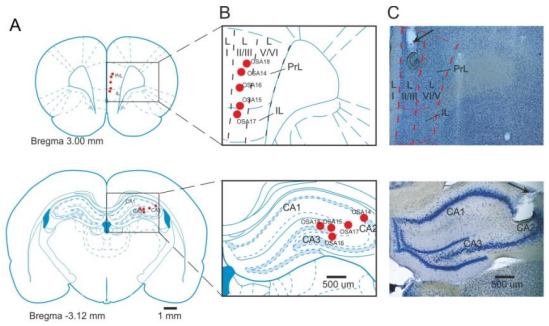 A
B
C
PrL
IL
Bregma 3.00 mm
L L L
I II/III V/VI
OSA18
OSA14
PrL
OSA16
OSA15
IL
OSA17
L L L
I II/III V/VI
PrL
IL
CA1
CA3
Bregma -3.12 mm
1 mm
CA1
OSA14
OSA15
CA2
OSA17
CA3
OSA16
500 um
CA1
CA2
CA3
500 um